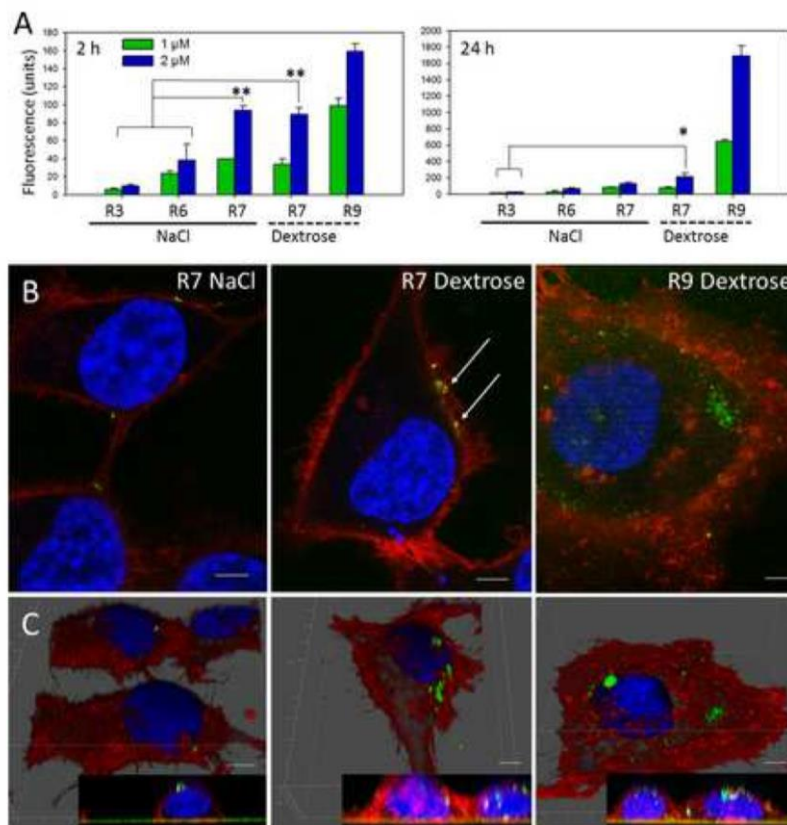 A
2 h
1 µM
2 µM
Fluorescence (units)
180
160
140
120
100
80
60
40
20
0
**
**
R3 R6 R7 R7 R9
NaCl Dextrose
24 h
2000
1800
1600
1400
1200
1000
800
600
400
200
0
*
R3 R6 R7 R7 R9
NaCl Dextrose
B R7 NaCl R7 Dextrose R9 Dextrose
C